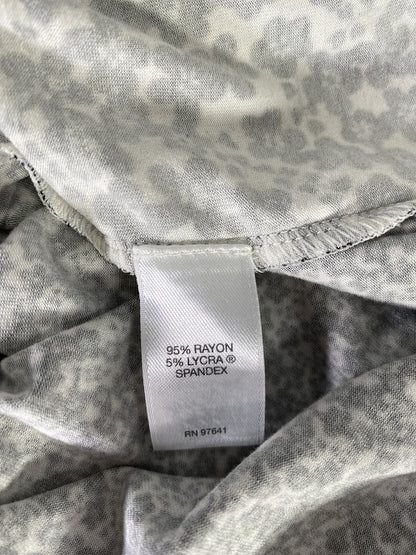 95% RAYON
5% LYCRA ®
SPANDEX
RN 97641